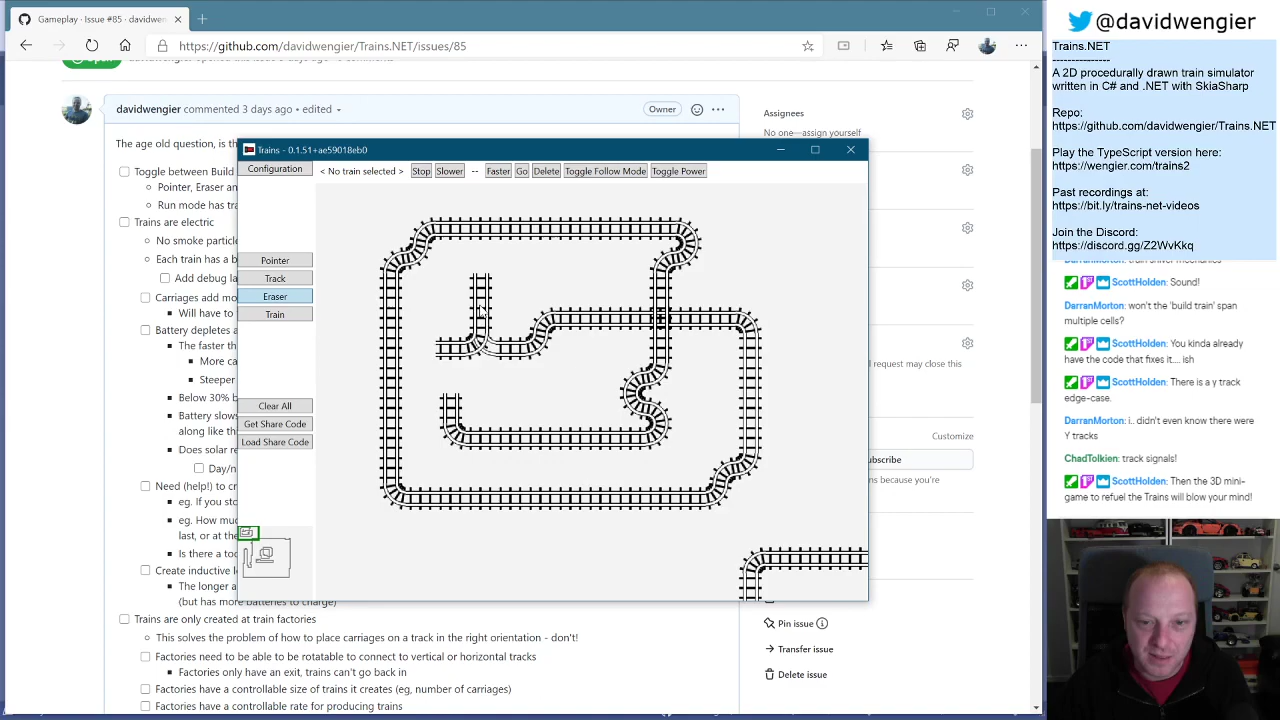 Gameplay · Issue #85 · davidwen
https://github.com/davidwengier/Trains.NET/issues/85
davidwengier commented 3 days ago • edited
Owner
The age old question, is th
Toggle between Build
Pointer, Eraser an
Run mode has tra
Trains are electric
No smoke particle
Each train has a b
Add debug la
Carriages add mo
Will have to
Battery depletes a
The faster th
More ca
Steeper
Below 30% b
Battery slows
along like th
Does solar re
Day/n
Need (help!) to cr
eg. If you sto
eg. How much
last, or at the
Is there a too
Create inductive lo
The longer a
(but has more batteries to charge)
Trains are only created at train factories
This solves the problem of how to place carriages on a track in the right orientation - don't!
Factories need to be able to be rotatable to connect to vertical or horizontal tracks
Factories only have an exit, trains can't go back in
Factories have a controllable size of trains it creates (eg, number of carriages)
Factories have a controllable rate for producing trains
Trains - 0.1.51+ae59018eb0
Configuration
< No train selected >
Stop
Slower
--
Faster
Go
Delete
Toggle Follow Mode
Toggle Power
Pointer
Track
Eraser
Train
Clear All
Get Share Code
Load Share Code
Assignees
No one—assign yourself
l request may close this
Customize
ubscribe
ons because you're
Pin issue
Transfer issue
Delete issue
@davidwengier
Trains.NET
---------------
A 2D procedurally drawn train simulator
written in C# and .NET with SkiaSharp
Repo:
https://github.com/davidwengier/Trains.NET
Play the TypeScript version here:
https://wengier.com/trains2
Past recordings at:
https://bit.ly/trains-net-videos
Join the Discord:
https://discord.gg/Z2WvKkq
ScottHolden: Sound!
DarranMorton: won't the 'build train' span
multiple cells?
ScottHolden: You kinda already
have the code that fixes it.... ish
ScottHolden: There is a y track
edge-case.
DarranMorton: i.. didn't even know there were
Y tracks
ChadTolkien: track signals!
ScottHolden: Then the 3D mini-
game to refuel the Trains will blow your mind!